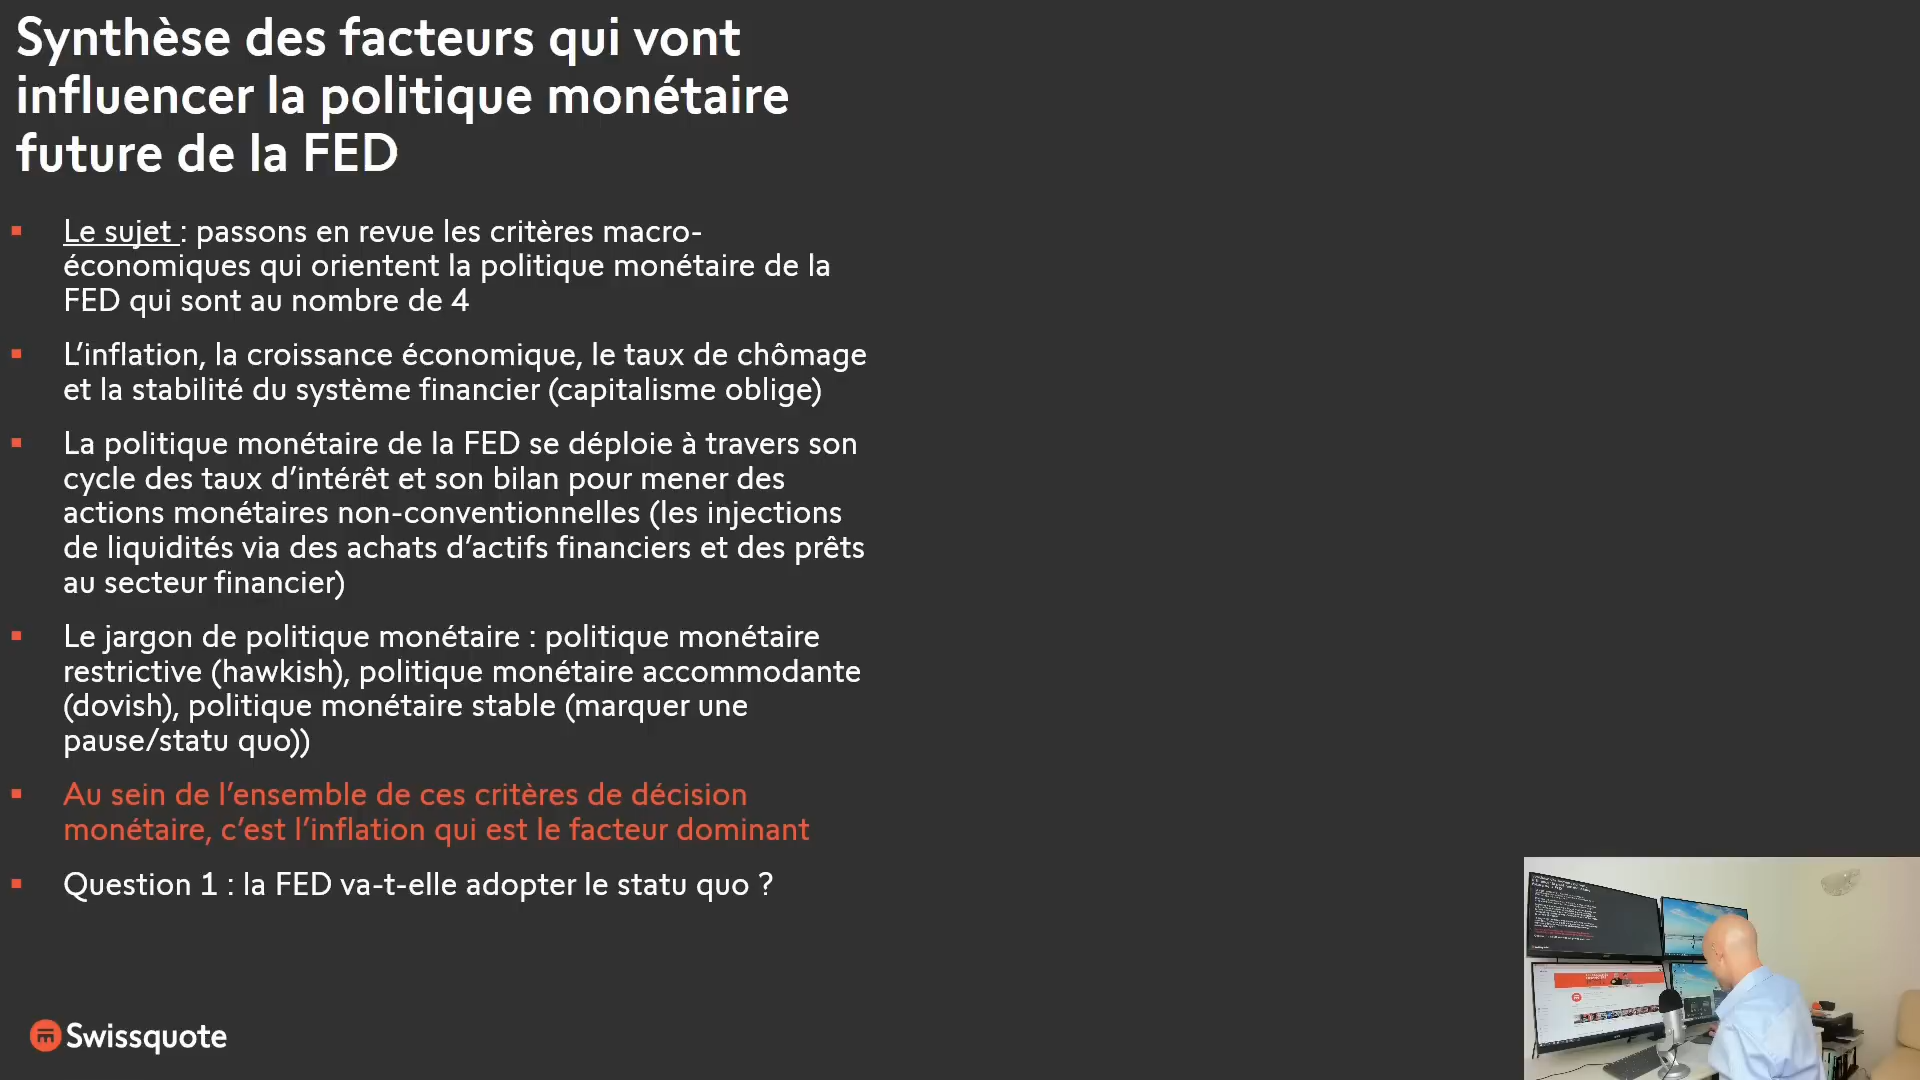 Synthèse des facteurs qui vont
influencer la politique monétaire
future de la FED
Le sujet : passons en revue les critères macro-
économiques qui orientent la politique monétaire de la
FED qui sont au nombre de 4
L’inflation, la croissance économique, le taux de chômage
et la stabilité du système financier (capitalisme oblige)
La politique monétaire de la FED se déploie à travers son
cycle des taux d’intérêt et son bilan pour mener des
actions monétaires non-conventionnelles (les injections
de liquidités via des achats d’actifs financiers et des prêts
au secteur financier)
Le jargon de politique monétaire : politique monétaire
restrictive (hawkish), politique monétaire accommodante
(dovish), politique monétaire stable (marquer une
pause/statu quo))
Au sein de l’ensemble de ces critères de décision
monétaire, c’est l’inflation qui est le facteur dominant
Question 1 : la FED va-t-elle adopter le statu quo ?
Swissquote